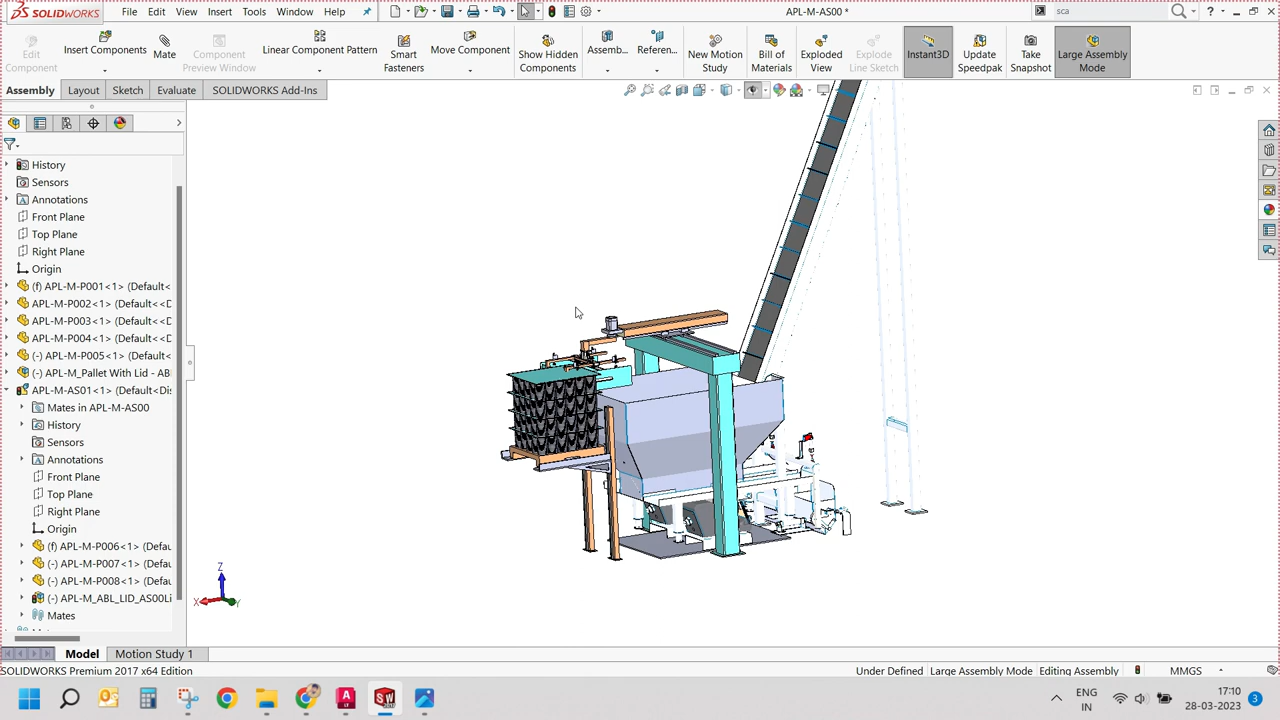 SOLIDWORKS File Edit View Insert Tools Window Help APL-M-AS00 * sca ?
Edit Component
Insert Components
Mate
Component Preview Window
Linear Component Pattern
Smart Fasteners
Move Component
Show Hidden Components
Assemb...
Referen...
New Motion Study
Bill of Materials
Exploded View
Explode Line Sketch
Instant3D
Update Speedpak
Take Snapshot
Large Assembly Mode
Assembly Layout Sketch Evaluate SOLIDWORKS Add-Ins
History
Sensors
Annotations
Front Plane
Top Plane
Right Plane
Origin
(f) APL-M-P001<1> (Default<
APL-M-P002<1> (Default<<D
APL-M-P003<1> (Default<<D
APL-M-P004<1> (Default<<D
(-) APL-M-P005<1> (Default<
(-) APL-M_Pallet With Lid - AB
APL-M-AS01<1> (Default<Dis
Mates in APL-M-AS00
History
Sensors
Annotations
Front Plane
Top Plane
Right Plane
Origin
(f) APL-M-P006<1> (Defau
(-) APL-M-P007<1> (Defau
(-) APL-M-P008<1> (Defau
(-) APL-M_ABL_LID_AS00Li
Mates
Z
X
Y
Model Motion Study 1
SOLIDWORKS Premium 2017 x64 Edition Under Defined Large Assembly Mode Editing Assembly MMGS
ENG
IN
17:10
28-03-2023
3